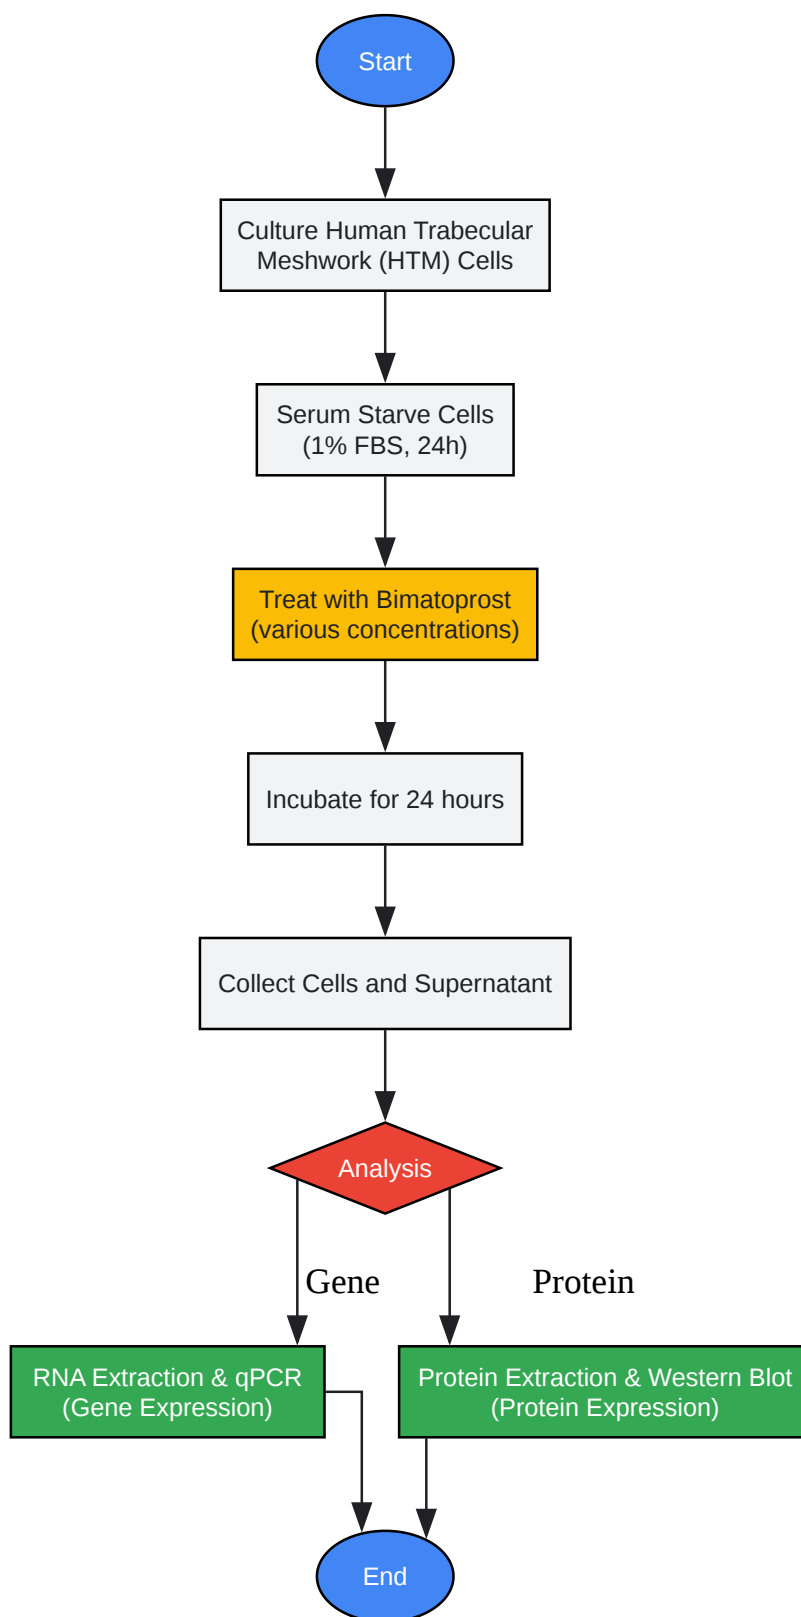 Start
Culture Human Trabecular
Meshwork (HTM) Cells
Serum Starve Cells
(1% FBS, 24h)
Treat with Bimatoprost
(various concentrations)
Incubate for 24 hours
Collect Cells and Supernatant
Analysis
Gene
Protein
RNA Extraction & qPCR
(Gene Expression)
Protein Extraction & Western Blot
(Protein Expression)
End